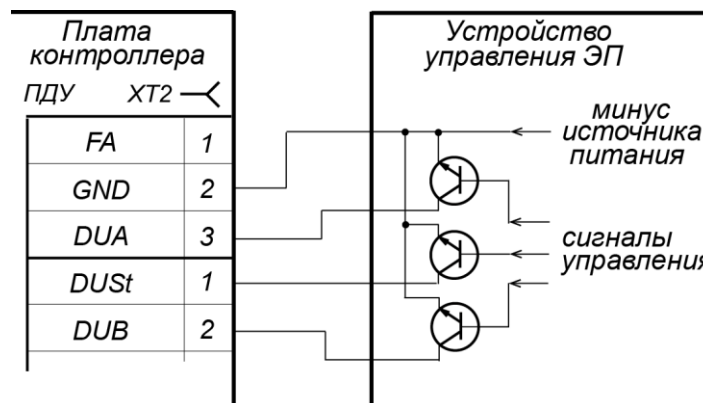 Плата
контроллера
ПДУ XT2
FA 1
GND 2
DUA 3
DUSt 1
DUB 2
Устройство
управления ЭП
минус
источника
питания
сигналы
управления